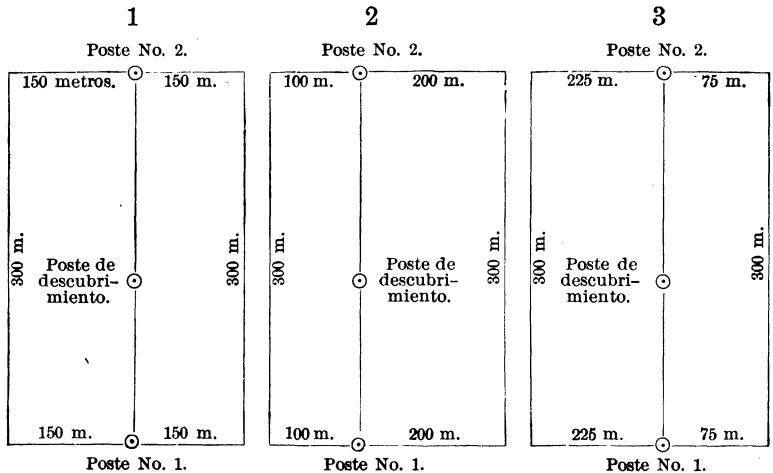 1
2
3
Poste No. 2.
Poste No. 2.
Poste No. 2.
150 metros.
150 m.
100 m.
200 m.
225 m.
75 m.
300 m.
Poste de
descubri-
miento.
300 m.
300 m.
Poste de
descubri-
miento.
300 m.
300 m.
Poste de
descubri-
miento.
300 m.
150 m.
150 m.
100 m.
200 m.
225 m.
75 m.
Poste No. 1.
Poste No. 1.
Poste No. 1.